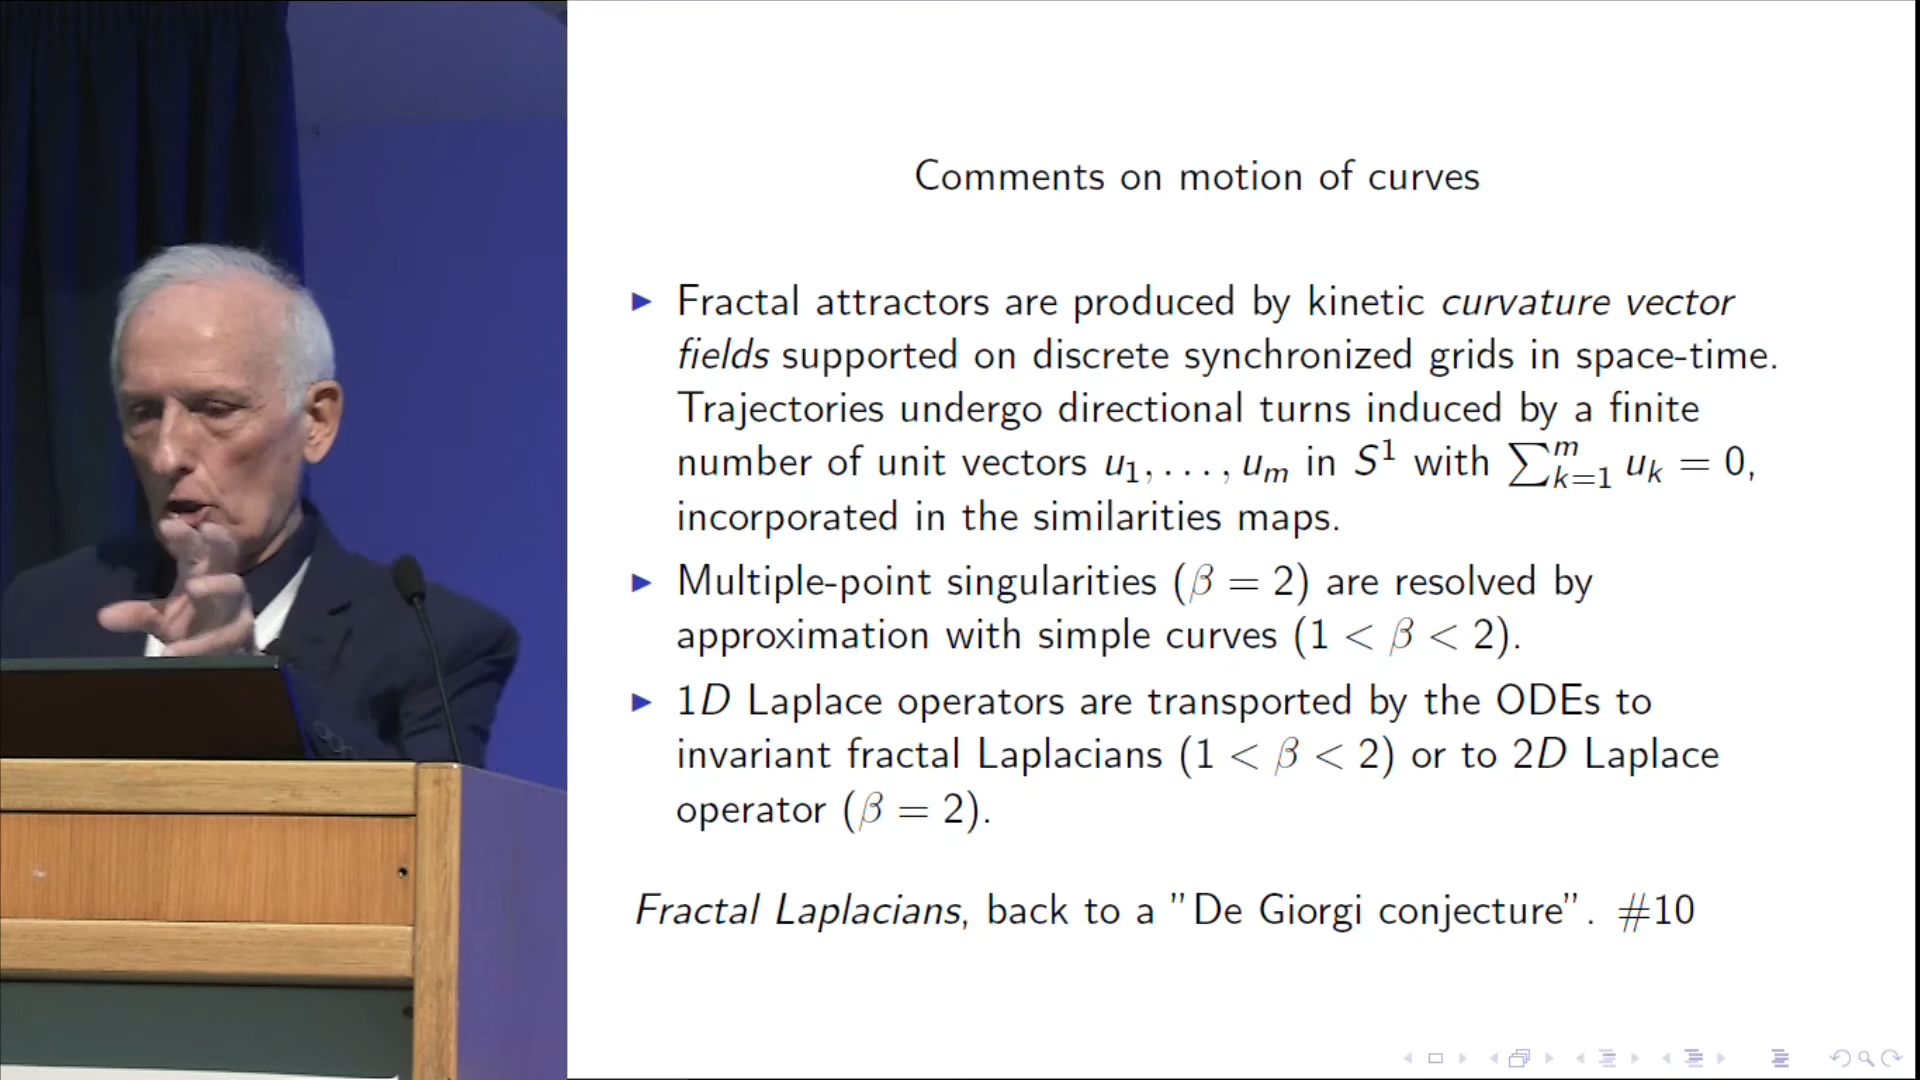 Comments on motion of curves
▶ Fractal attractors are produced by kinetic curvature vector
fields supported on discrete synchronized grids in space-time.
Trajectories undergo directional turns induced by a finite
number of unit vectors u₁, . . . , uₘ in S¹ with ∑ᵐₖ₌₁ uₖ = 0,
incorporated in the similarities maps.
▶ Multiple-point singularities (β = 2) are resolved by
approximation with simple curves (1 < β < 2).
▶ 1D Laplace operators are transported by the ODEs to
invariant fractal Laplacians (1 < β < 2) or to 2D Laplace
operator (β = 2).
Fractal Laplacians, back to a "De Giorgi conjecture". #10